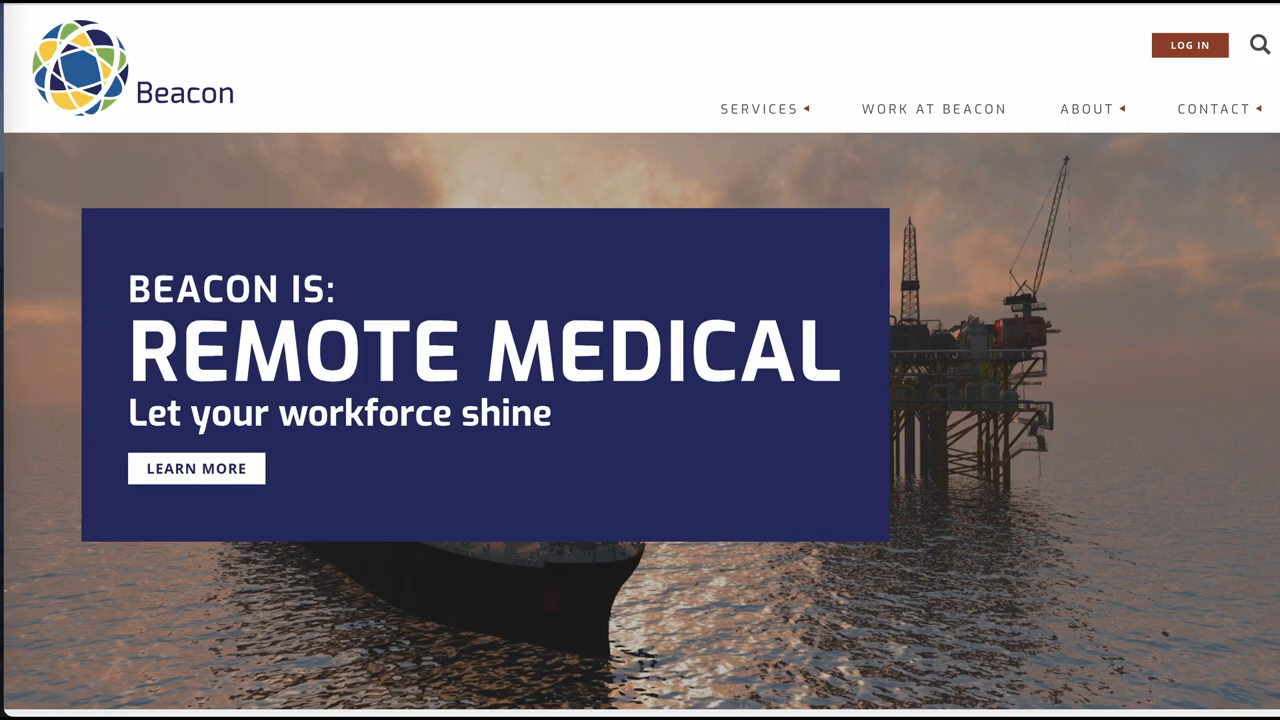 Beacon
LOG IN
SERVICES
WORK AT BEACON
ABOUT
CONTACT
BEACON IS:
REMOTE MEDICAL
Let your workforce shine
LEARN MORE